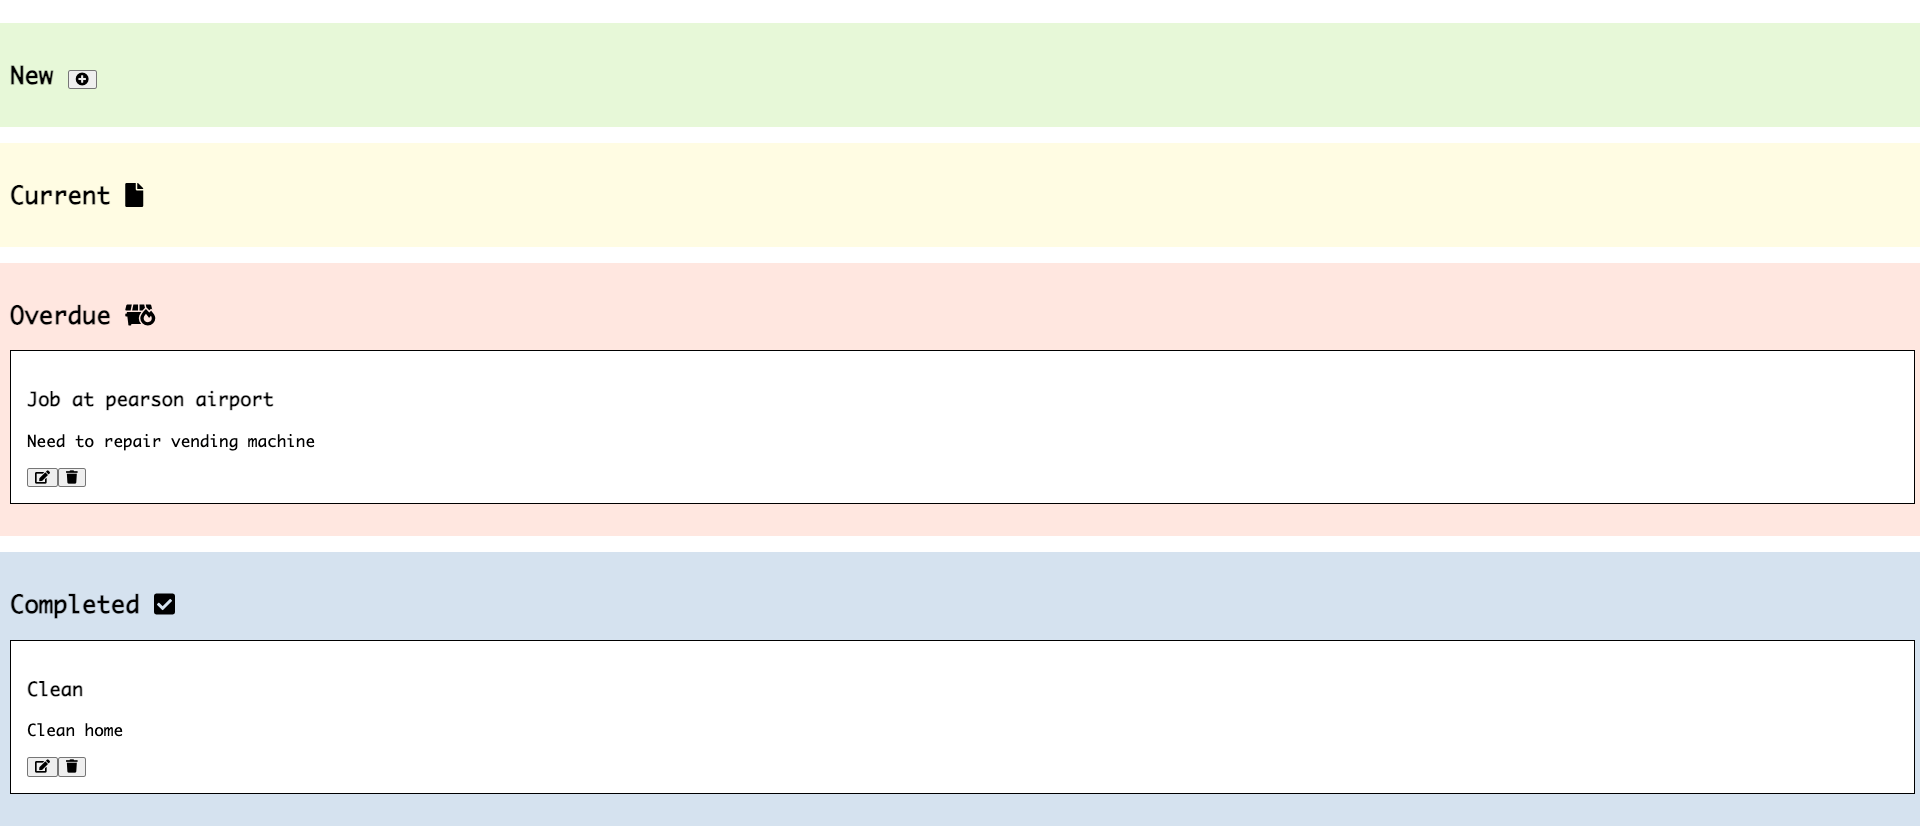 New
Current
Overdue
Job at pearson airport
Need to repair vending machine
Completed
Clean
Clean home